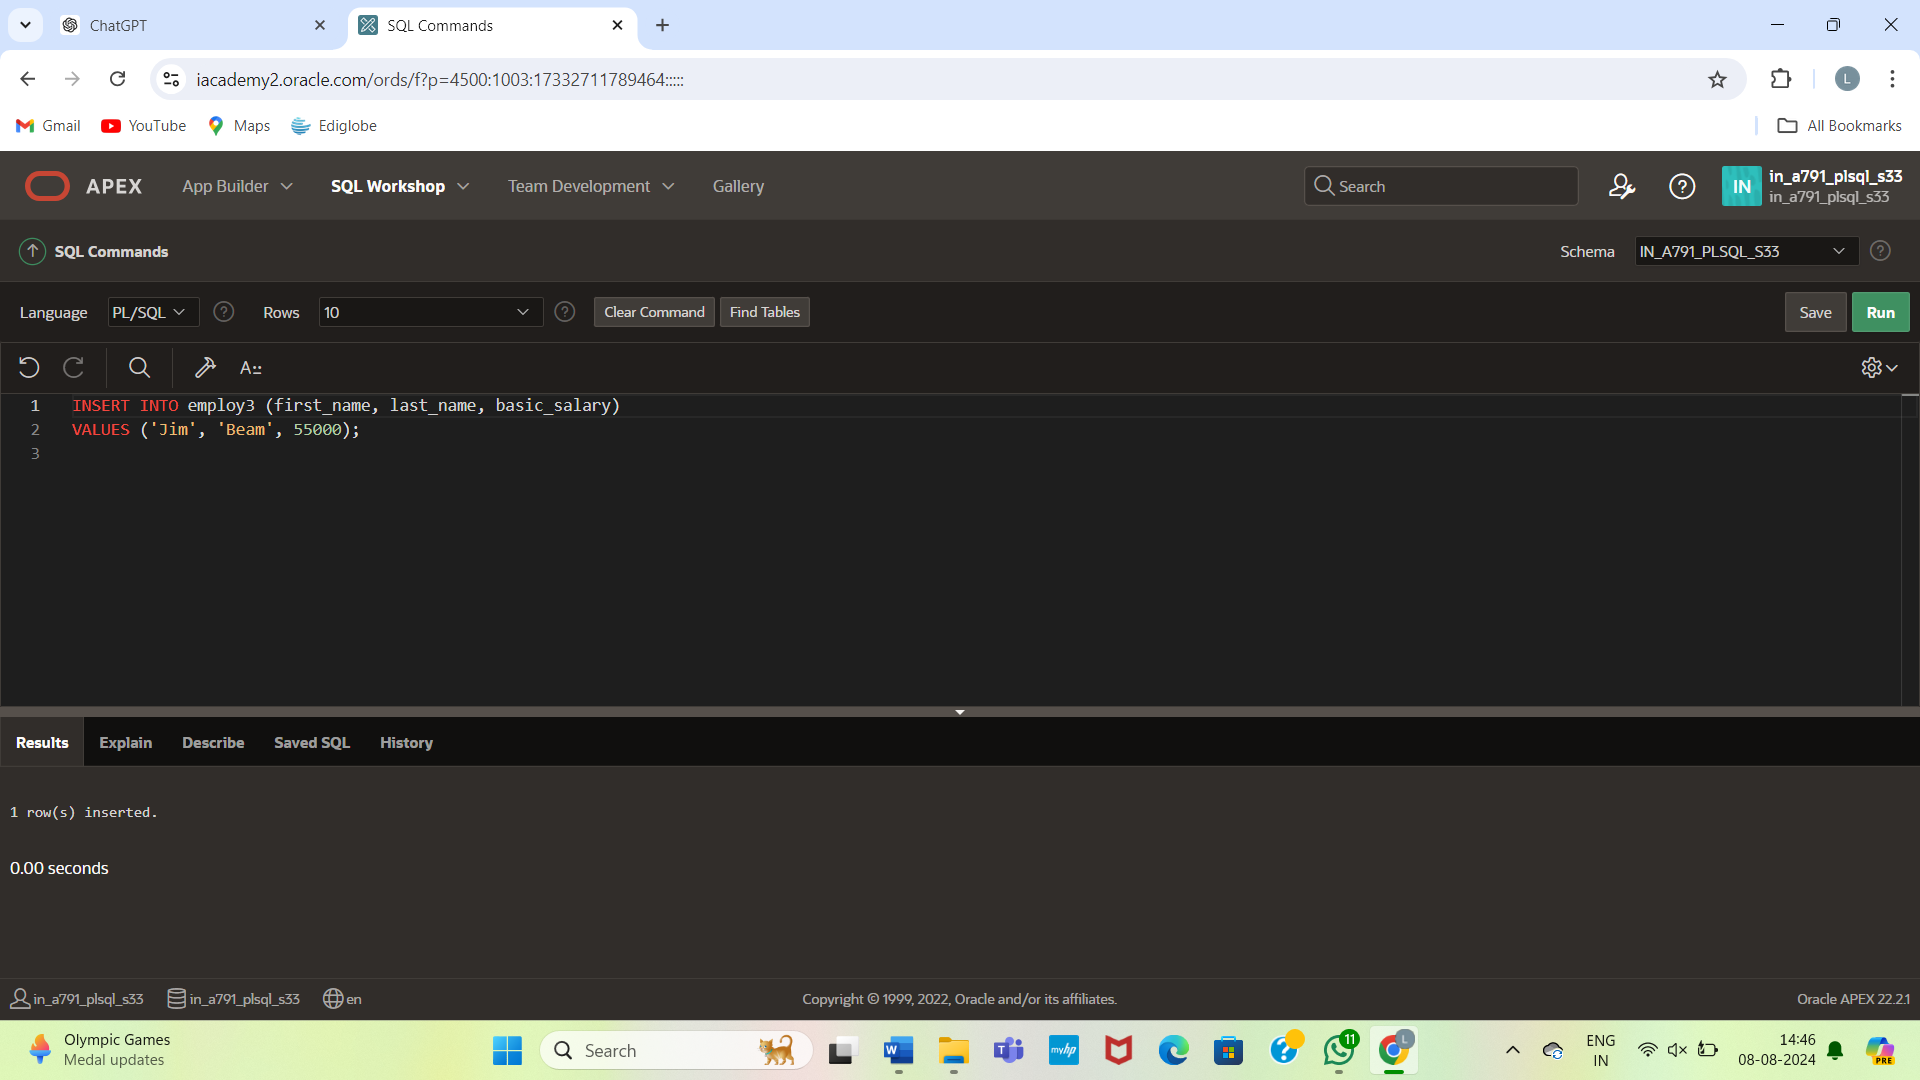 ChatGPT
SQL Commands
iacademy2.oracle.com/ords/f?p=4500:1003:17332711789464:::::
L
Gmail
YouTube
Maps
Ediglobe
All Bookmarks
APEX
App Builder
SQL Workshop
Team Development
Gallery
Search
IN
in_a791_plsql_s33
in_a791_plsql_s33
SQL Commands
Schema
IN_A791_PLSQL_S33
Language
PL/SQL
Rows
10
Clear Command
Find Tables
Save
Run
A::
1 INSERT INTO employ3 (first_name, last_name, basic_salary)
2 VALUES ('Jim', 'Beam', 55000);
3
Results
Explain
Describe
Saved SQL
History
1 row(s) inserted.
0.00 seconds
in_a791_plsql_s33
in_a791_plsql_s33
en
Copyright © 1999, 2022, Oracle and/or its affiliates.
Oracle APEX 22.2.1
Olympic Games
Medal updates
Search
W
T
myhp
11
L
ENG
IN
14:46
08-08-2024
PRE